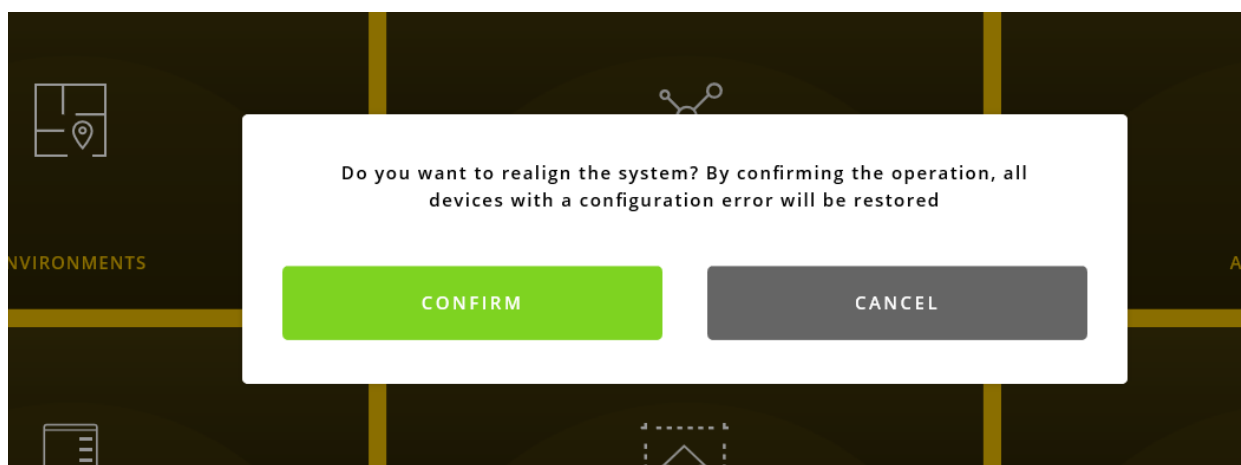 Do you want to realign the system? By confirming the operation, all
devices with a configuration error will be restored
NVIRONMENTS
A
CONFIRM
CANCEL